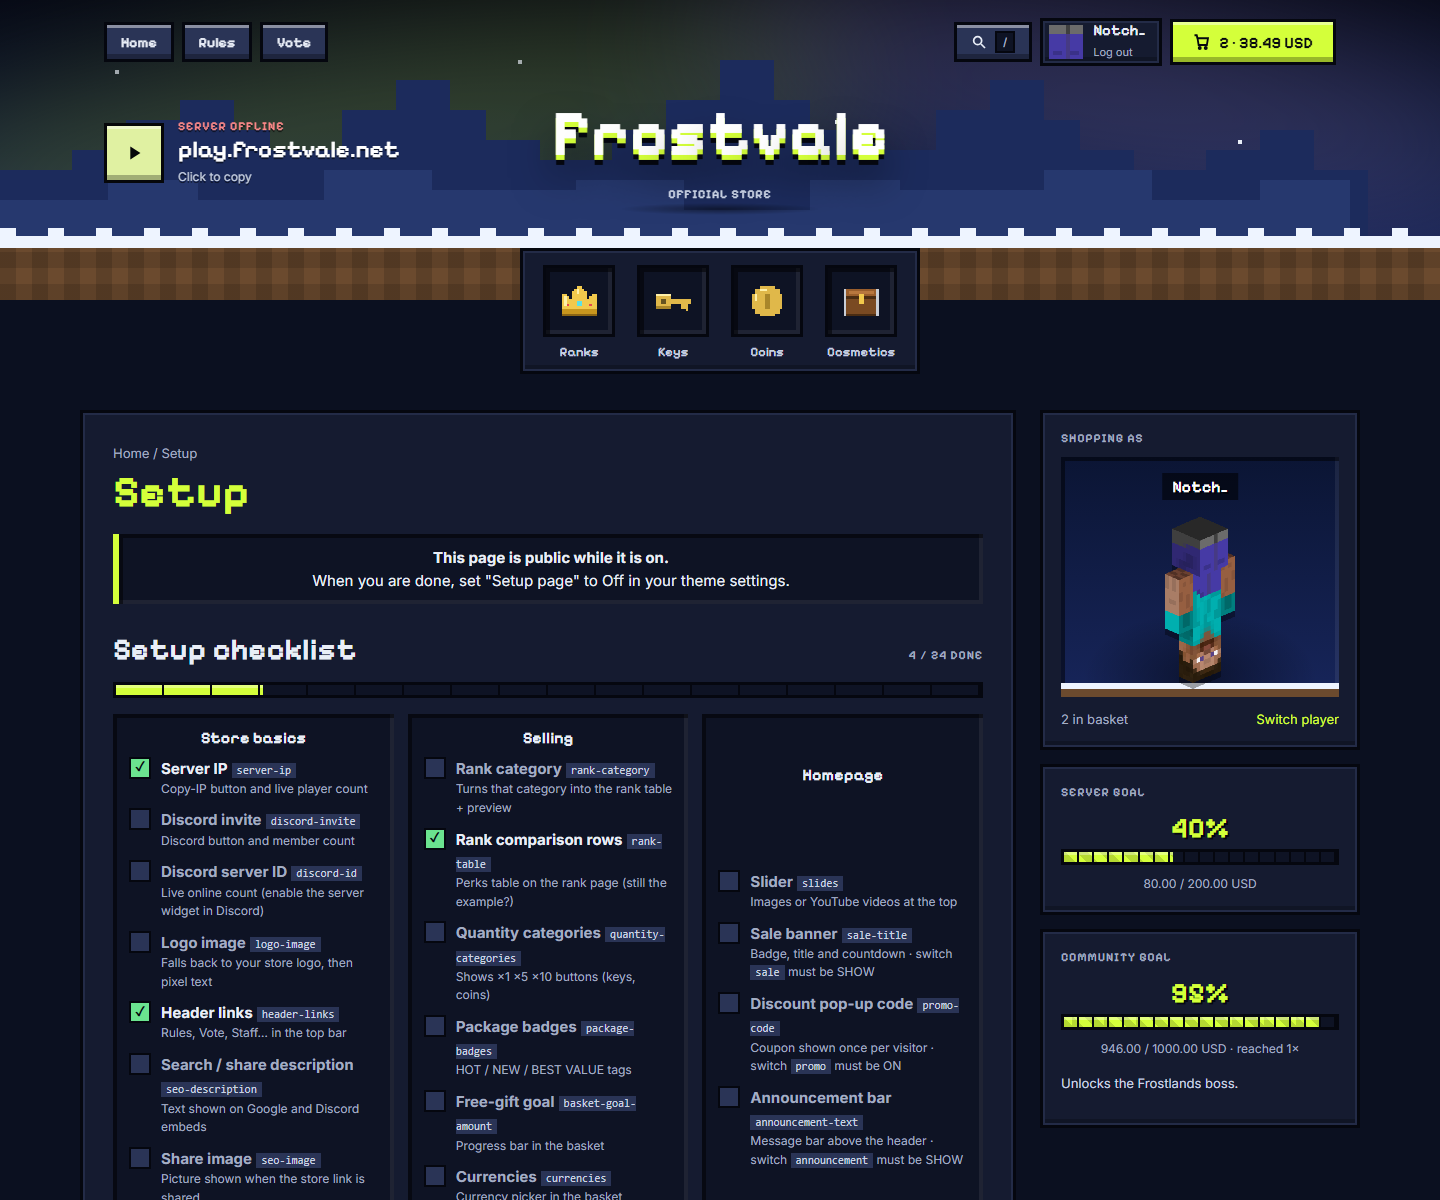 Home
Rules
Vote
/
Notch_
Log out
2 · 38.49 USD
SERVER OFFLINE
play.frostvale.net
Click to copy
Frostvale
OFFICIAL STORE
Ranks
Keys
Coins
Cosmetics
Home / Setup
Setup
This page is public while it is on.
When you are done, set "Setup page" to Off in your theme settings.
Setup checklist
4 / 24 DONE
Store basics
Server IP server-ip
Copy-IP button and live player count
Discord invite discord-invite
Discord button and member count
Discord server ID discord-id
Live online count (enable the server
widget in Discord)
Logo image logo-image
Falls back to your store logo, then
pixel text
Header links header-links
Rules, Vote, Staff... in the top bar
Search / share description
seo-description
Text shown on Google and Discord
embeds
Share image seo-image
Picture shown when the store link is
shared
Selling
Rank category rank-category
Turns that category into the rank table
+ preview
Rank comparison rows rank-
table
Perks table on the rank page (still the
example?)
Quantity categories quantity-
categories
Shows ×1 ×5 ×10 buttons (keys,
coins)
Package badges package-
badges
HOT / NEW / BEST VALUE tags
Free-gift goal basket-goal-
amount
Progress bar in the basket
Currencies currencies
Currency picker in the basket
Homepage
Slider slides
Images or YouTube videos at the top
Sale banner sale-title
Badge, title and countdown · switch
sale must be SHOW
Discount pop-up code promo-
code
Coupon shown once per visitor ·
switch promo must be ON
Announcement bar
announcement-text
Message bar above the header ·
switch announcement must be SHOW
SHOPPING AS
Notch_
2 in basket
Switch player
SERVER GOAL
40%
80.00 / 200.00 USD
COMMUNITY GOAL
95%
946.00 / 1000.00 USD · reached 1×
Unlocks the Frostlands boss.